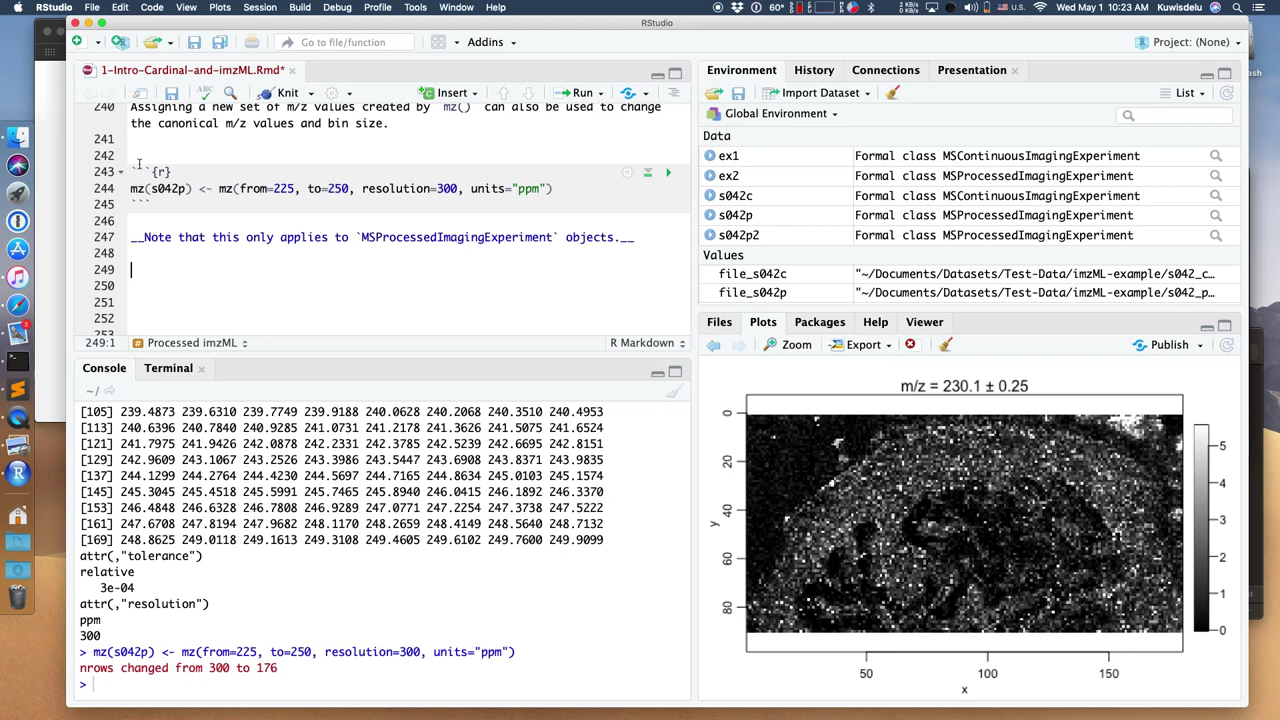 RStudio File Edit Code View Plots Session Build Debug Profile Tools Window Help
60° U.S. Wed May 1 10:23 AM Kuwisdelu
RStudio
Go to file/function Addins Project: (None)
1-Intro-Cardinal-and-imzML.Rmd*
ABC Knit Insert Run
240 Assigning a new set of m/z values created by `mz()` can also be used to change
the canonical m/z values and bin size.
241
242
243 ```{r}
244 mz(s042p) <- mz(from=225, to=250, resolution=300, units="ppm")
245 ```
246
247 __Note that this only applies to `MSProcessedImagingExperiment` objects.__
248
249
250
251
252
253
249:1 # Processed imzML R Markdown
Console Terminal
~/
[105] 239.4873 239.6310 239.7749 239.9188 240.0628 240.2068 240.3510 240.4953
[113] 240.6396 240.7840 240.9285 241.0731 241.2178 241.3626 241.5075 241.6524
[121] 241.7975 241.9426 242.0878 242.2331 242.3785 242.5239 242.6695 242.8151
[129] 242.9609 243.1067 243.2526 243.3986 243.5447 243.6908 243.8371 243.9835
[137] 244.1299 244.2764 244.4230 244.5697 244.7165 244.8634 245.0103 245.1574
[145] 245.3045 245.4518 245.5991 245.7465 245.8940 246.0415 246.1892 246.3370
[153] 246.4848 246.6328 246.7808 246.9289 247.0771 247.2254 247.3738 247.5222
[161] 247.6708 247.8194 247.9682 248.1170 248.2659 248.4149 248.5640 248.7132
[169] 248.8625 249.0118 249.1613 249.3108 249.4605 249.6102 249.7600 249.9099
attr(,"tolerance")
relative
3e-04
attr(,"resolution")
ppm
300
> mz(s042p) <- mz(from=225, to=250, resolution=300, units="ppm")
nrows changed from 300 to 176
>
Environment History Connections Presentation
Import Dataset List
Global Environment
Data
ex1 Formal class MSContinuousImagingExperiment
ex2 Formal class MSProcessedImagingExperiment
s042c Formal class MSContinuousImagingExperiment
s042p Formal class MSProcessedImagingExperiment
s042p2 Formal class MSProcessedImagingExperiment
Values
file_s042c "~/Documents/Datasets/Test-Data/imzML-example/s042_c…
file_s042p "~/Documents/Datasets/Test-Data/imzML-example/s042_p…
Files Plots Packages Help Viewer
Zoom Export Publish
m/z = 230.1 ± 0.25
0
20
40
60
80
y
50 100 150
x
5
4
3
2
1
0